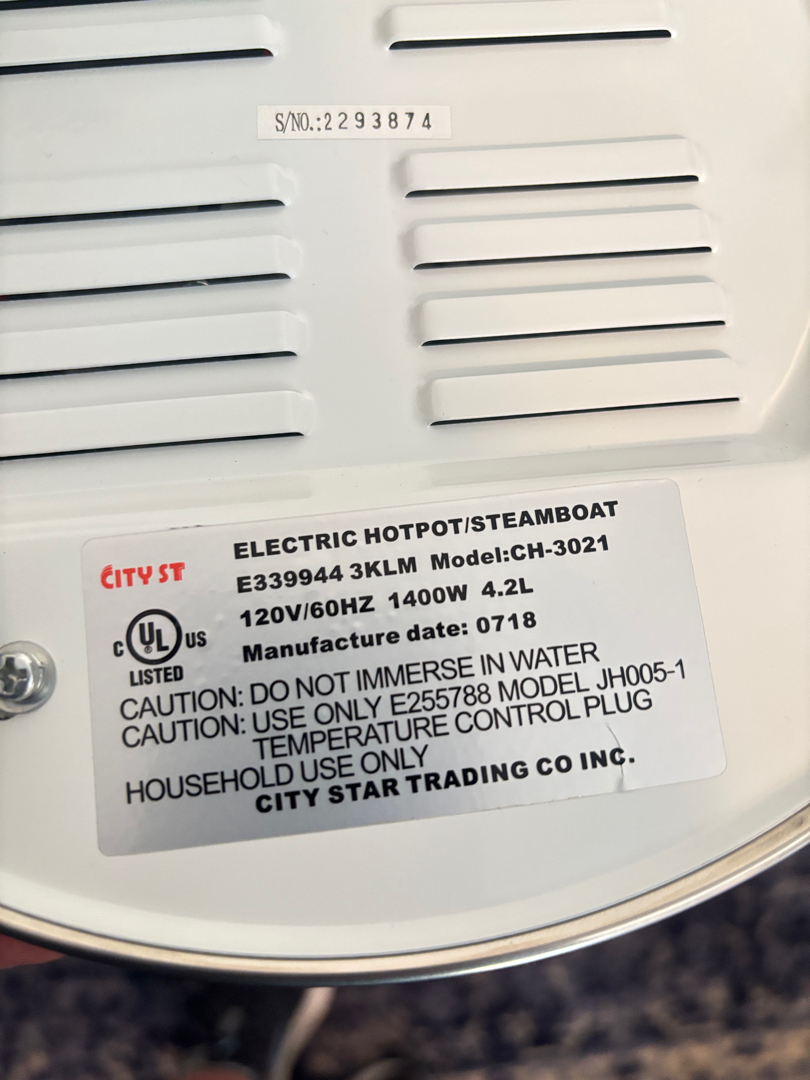 S/NO.:2293874
CITY ST
ELECTRIC HOTPOT/STEAMBOAT
E339944 3KLM Model:CH-3021
120V/60HZ 1400W 4.2L
Manufacture date: 0718
C UL ® US
LISTED
CAUTION: DO NOT IMMERSE IN WATER
CAUTION: USE ONLY E255788 MODEL JH005-1
TEMPERATURE CONTROL PLUG
HOUSEHOLD USE ONLY
CITY STAR TRADING CO INC.